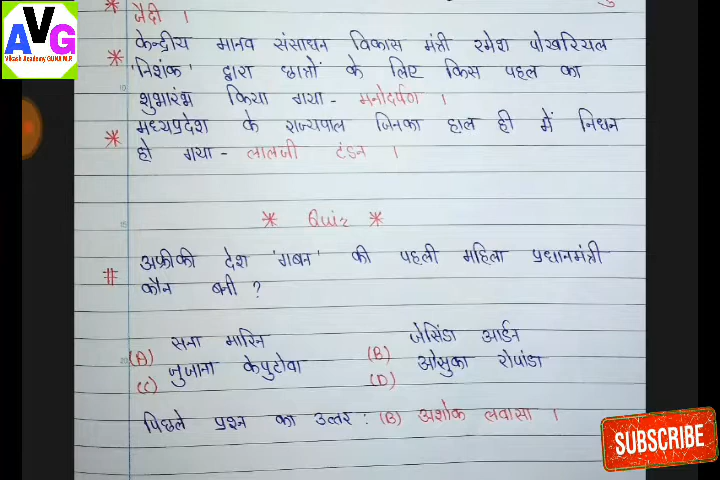 AVG
Vikash Academy GUNA M.P.
* जैदी ।
केन्द्रीय मानव संसाधन विकास मंत्री रमेश पोखरियाल
* 'निशंक' द्वारा छात्रों के लिए किस पहल का
शुभारंभ किया गया - मनोदर्पण ।
* मध्यप्रदेश के राज्यपाल जिनका हाल ही में निधन
हो गया - लालजी टंडन ।
* Quiz *
# अफ्रीकी देश 'गबन' की पहली महिला प्रधानमंत्री
कौन बनी ?
(A) सना मारिन (B) जेसिंडा आर्डन
(C) जुजाना केपुटोवा (D) ओसुका रोपांडा
पिछले प्रश्न का उत्तर : (B) अशोक लवासा ।
SUBSCRIBE